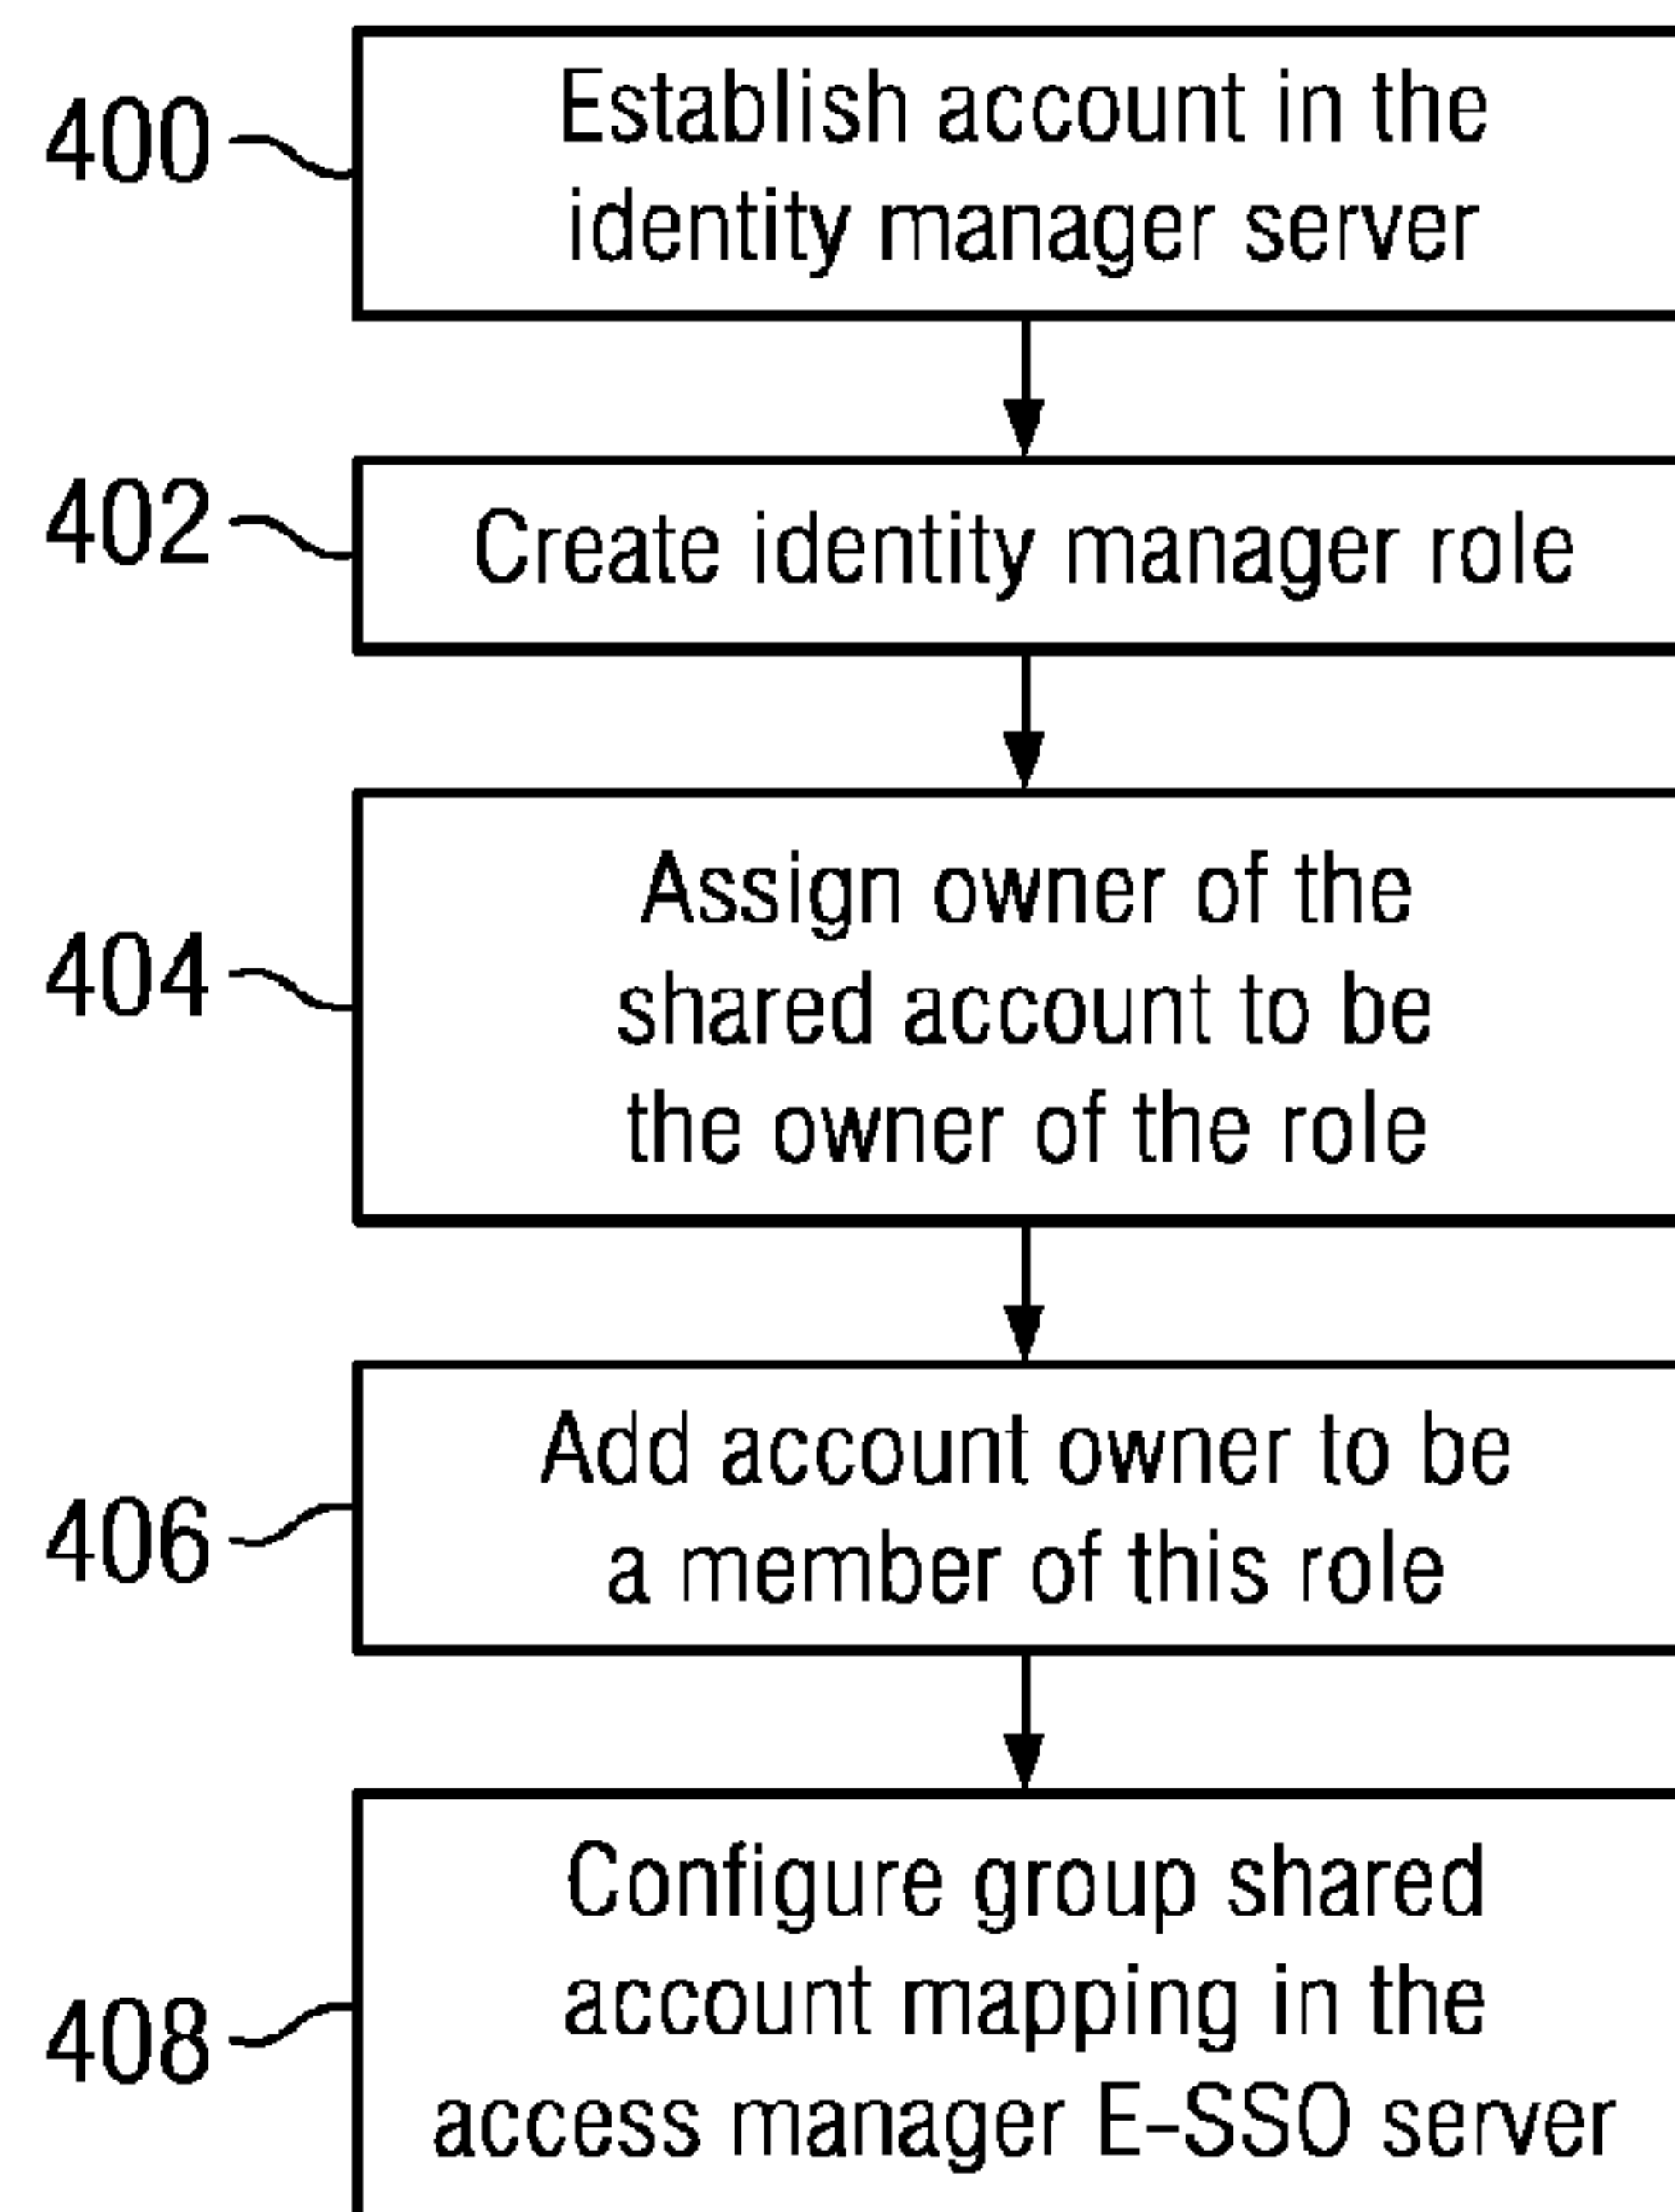 400
Establish account in the
identity manager server
402
Create identity manager role
404
Assign owner of the
shared account to be
the owner of the role
406
Add account owner to be
a member of this role
408
Configure group shared
account mapping in the
access manager E-SSO server